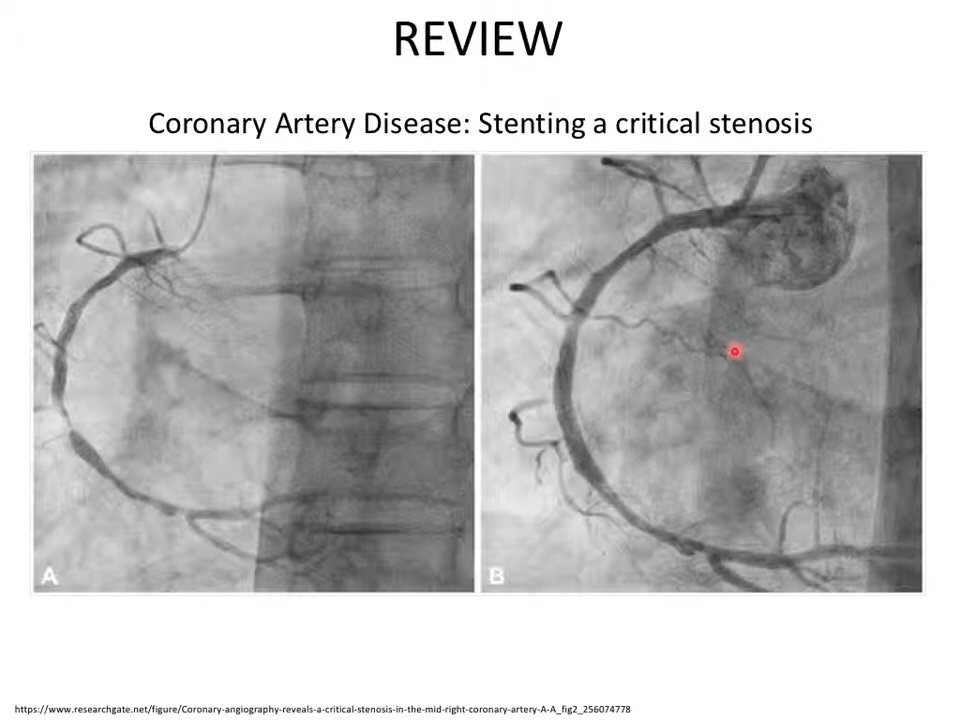 REVIEW
Coronary Artery Disease: Stenting a critical stenosis
A
B
https://www.researchgate.net/figure/Coronary-angiography-reveals-a-critical-stenosis-in-the-mid-right-coronary-artery-A-A_fig2_256074778